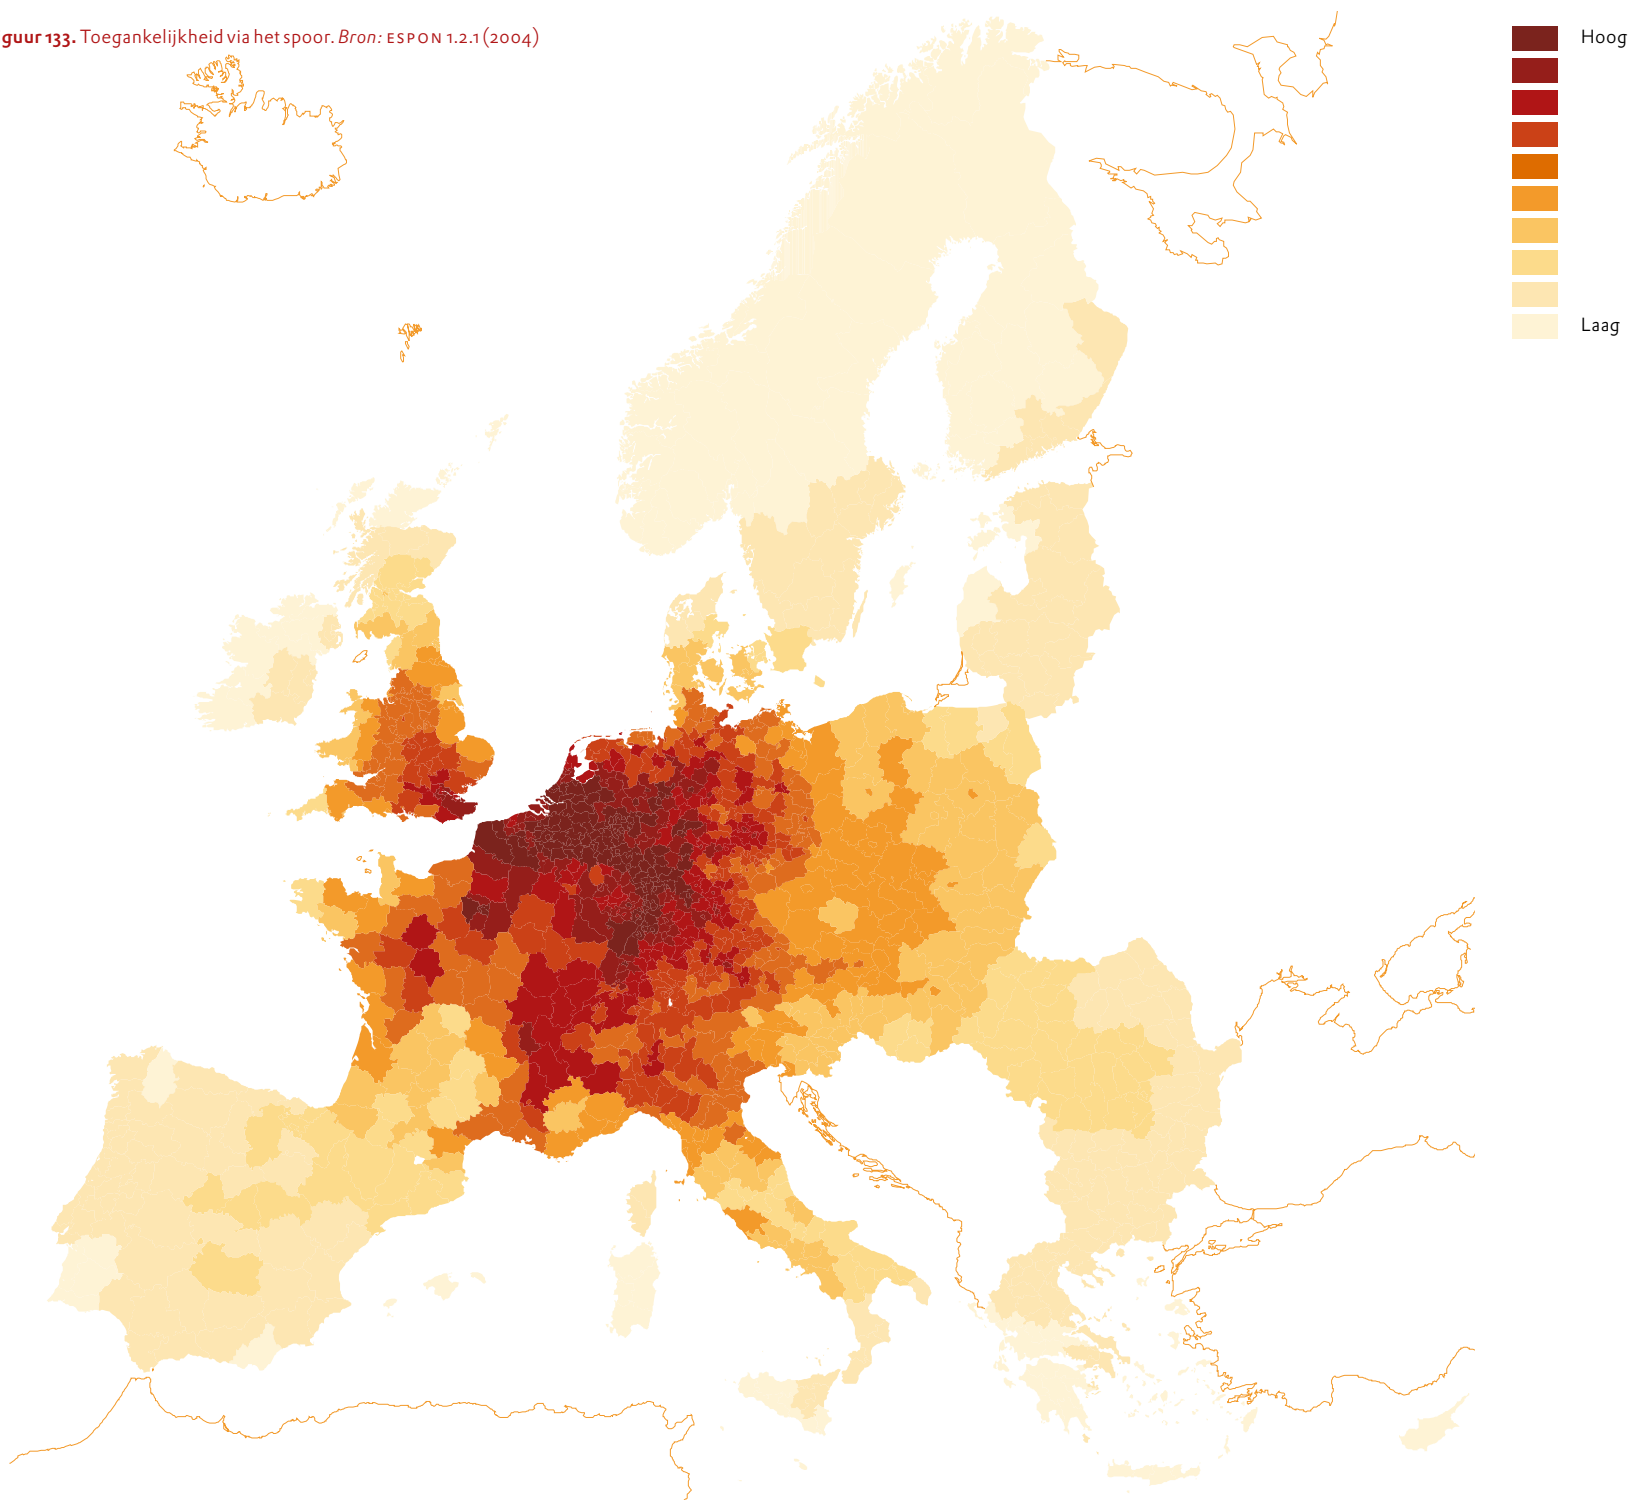 guur 133. Toegankelijkheid via het spoor. Bron: ESPON 1.2.1 (2004)
Hoog
Laag